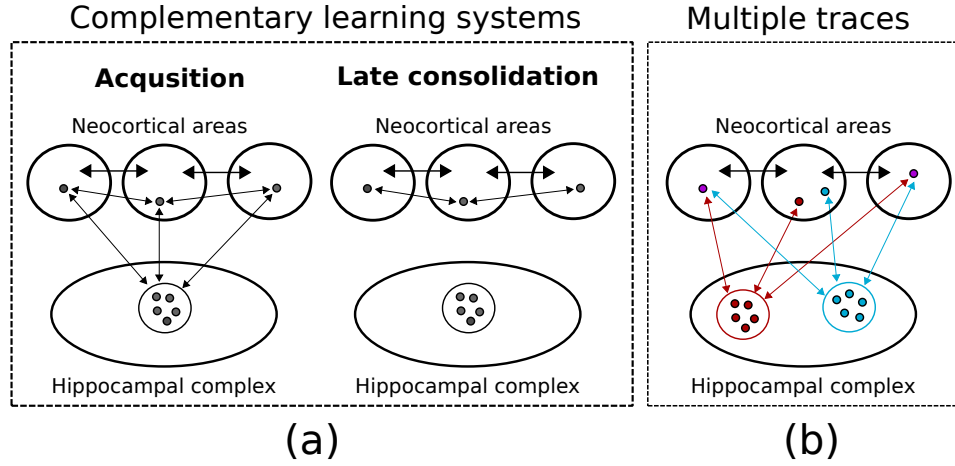 Complementary learning systems
Multiple traces
Acqusition
Late consolidation
Neocortical areas
Neocortical areas
Neocortical areas
Hippocampal complex
Hippocampal complex
Hippocampal complex
(a)
(b)